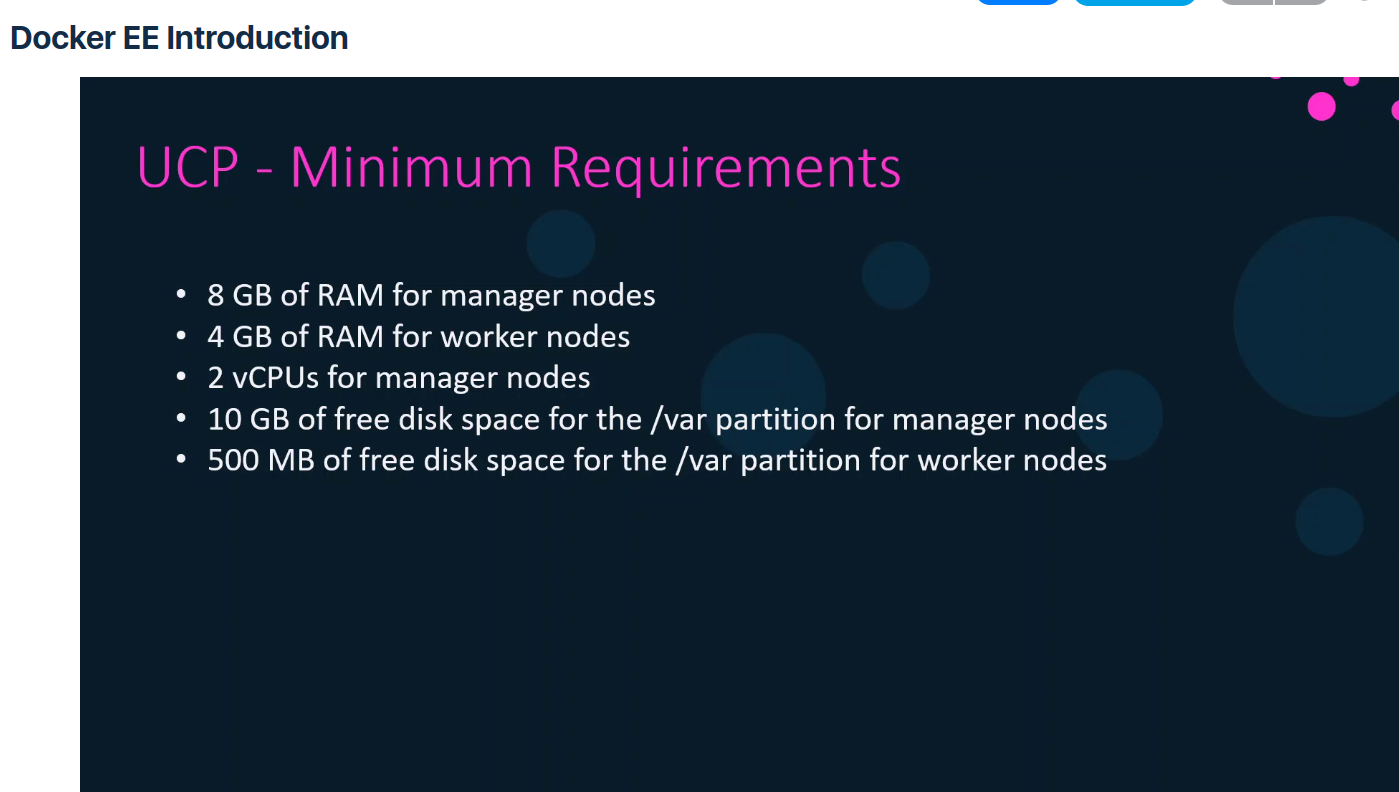 Docker EE Introduction
UCP - Minimum Requirements
• 8 GB of RAM for manager nodes
• 4 GB of RAM for worker nodes
• 2 vCPUs for manager nodes
• 10 GB of free disk space for the /var partition for manager nodes
• 500 MB of free disk space for the /var partition for worker nodes